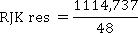 RJK res = 1114,737 / 48